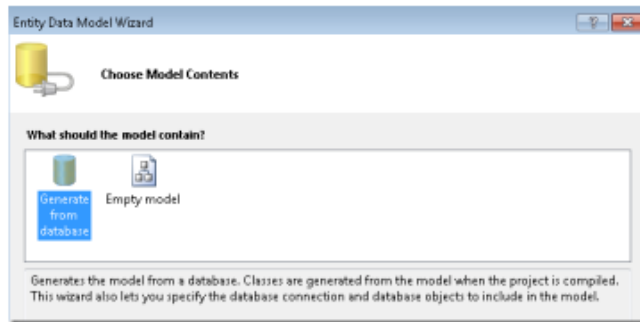 Entity Data Model Wizard
Choose Model Contents
What should the model contain?
Generate
from
database
Empty model
Generates the model from a database. Classes are generated from the model when the project is compiled.
This wizard also lets you specify the database connection and database objects to include in the model.